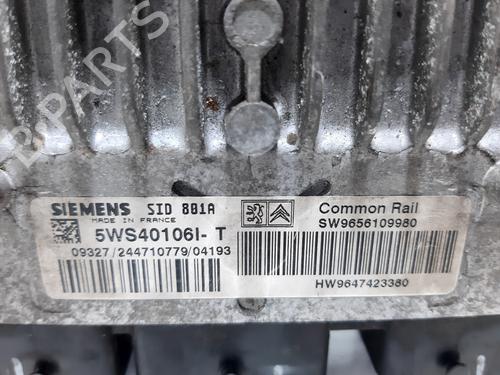 B-PARTS
SIEMENS SID 801A
MADE IN FRANCE
5WS40106I- T
09327/244710779/04193
Common Rail
SW9656109980
HW9647423380